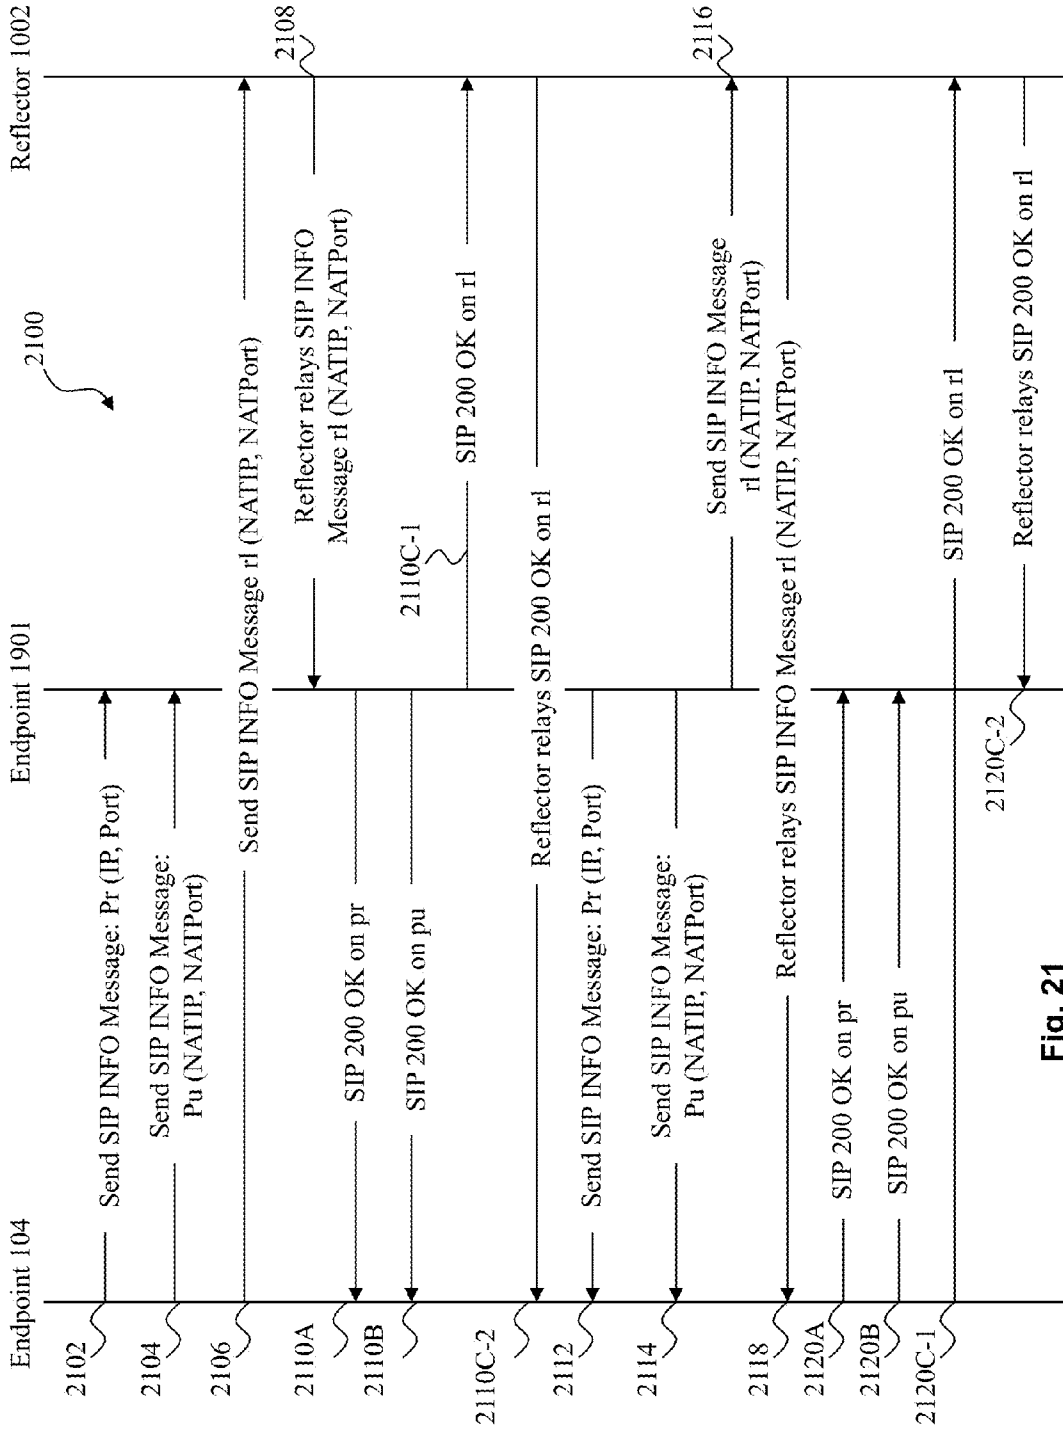 Endpoint 104
Endpoint 1901
Reflector 1002
2100
2102
Send SIP INFO Message: Pr (IP, Port)
2104
Send SIP INFO Message:
Pu (NATIP, NATPort)
2106
Send SIP INFO Message rl (NATIP, NATPort)
2108
Reflector relays SIP INFO
Message rl (NATIP, NATPort)
2110A
SIP 200 OK on pr
2110B
SIP 200 OK on pu
2110C-1
SIP 200 OK on rl
2110C-2
Reflector relays SIP 200 OK on rl
2112
Send SIP INFO Message: Pr (IP, Port)
2114
Send SIP INFO Message:
Pu (NATIP, NATPort)
2116
Send SIP INFO Message
rl (NATIP. NATPort)
2118
Reflector relays SIP INFO Message rl (NATIP, NATPort)
2120A
SIP 200 OK on pr
2120B
SIP 200 OK on pu
2120C-1
SIP 200 OK on rl
2120C-2
Reflector relays SIP 200 OK on rl
Fig. 21